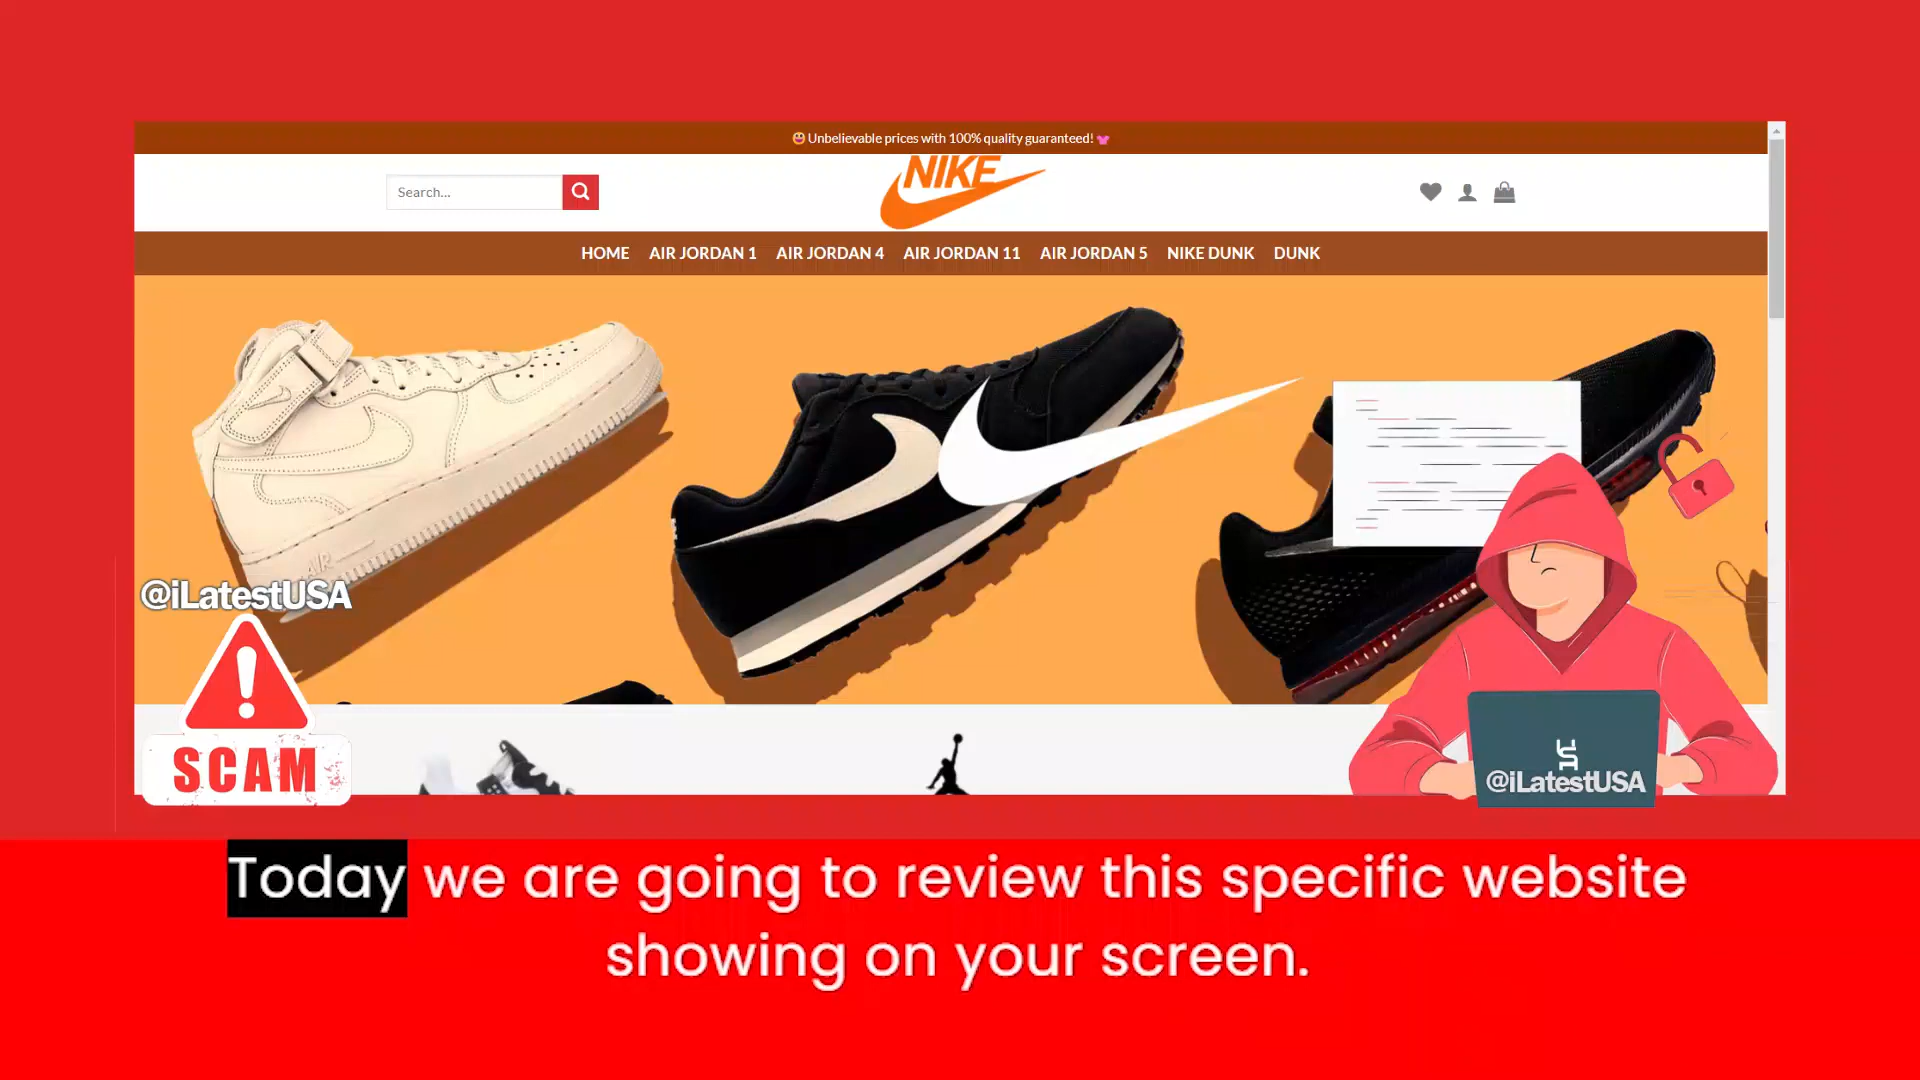 Unbelievable prices with 100% quality guaranteed!
Search...
NIKE
HOME AIR JORDAN 1 AIR JORDAN 4 AIR JORDAN 11 AIR JORDAN 5 NIKE DUNK DUNK
AIR
@iLatestUSA
SCAM
@iLatestUSA
Today we are going to review this specific website
showing on your screen.